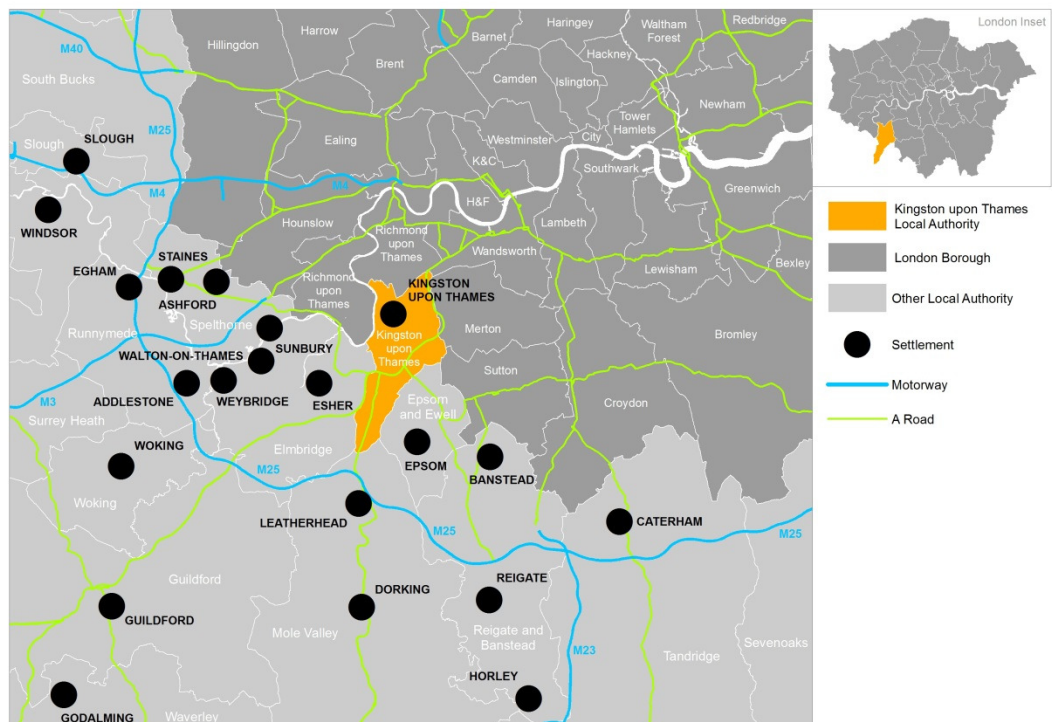 Harrow
Haringey
Waltham
Forest
Redbridge
London Inset
Hillingdon
Barnet
M40
Hackney
Brent
Camden
Islington
South Bucks
Newham
M25
SLOUGH
Ealing
Westminster
City
Tower
Hamlets
Slough
K&C
Southwark
M4
M4
Greenwich
H&F
WINDSOR
Hounslow
Richmond
upon
Thames
Lambeth
Wandsworth
STAINES
EGHAM
Richmond
upon
Thames
KINGSTON
UPON THAMES
Lewisham
Bexley
ASHFORD
Spelthorne
Runnymede
Kingston
upon
Thames
Merton
Bromley
SUNBURY
WALTON-ON-THAMES
Sutton
M3
ADDLESTONE
WEYBRIDGE
ESHER
Epsom
and Ewell
Croydon
Surrey Heath
WOKING
Elmbridge
EPSOM
M25
BANSTEAD
Woking
LEATHERHEAD
M25
CATERHAM
M25
Guildford
REIGATE
DORKING
GUILDFORD
Mole Valley
Reigate and
Banstead
M23
Tandridge
Sevenoaks
HORLEY
GODALMING
Waverley
Kingston upon Thames
Local Authority
London Borough
Other Local Authority
Settlement
Motorway
A Road